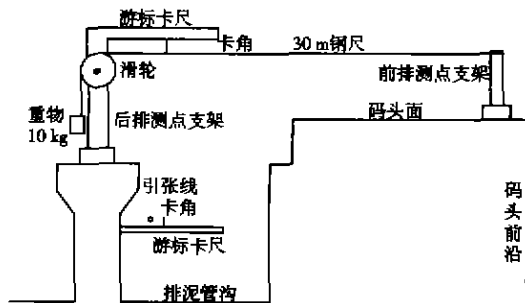 游标卡尺
卡角
30 m钢尺
滑轮
前排测点支架
重物
10 kg
后排测点支架
码头面
引张线
卡角
游标卡尺
码头前沿
排泥管沟